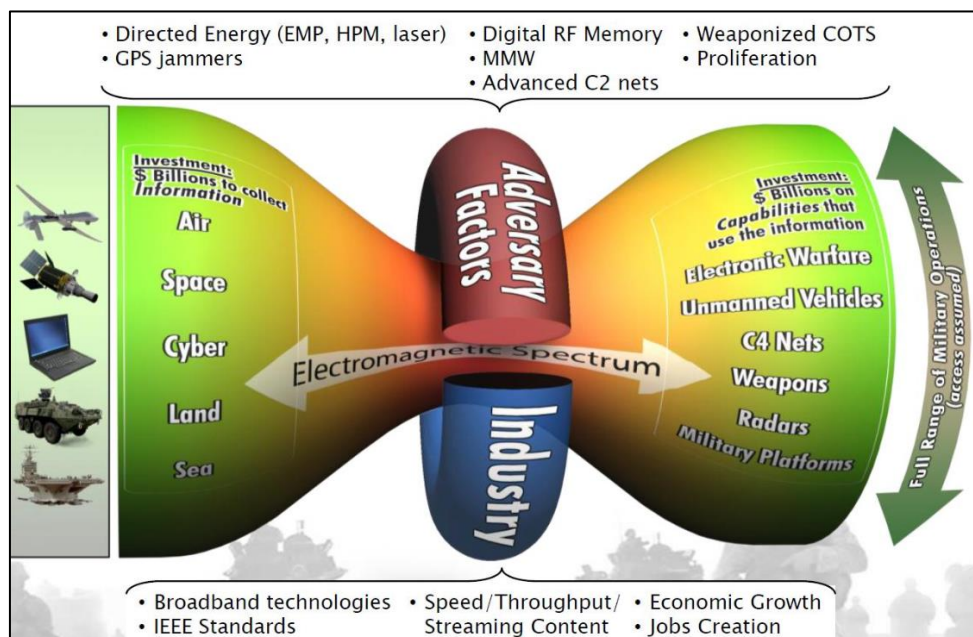 • Directed Energy (EMP, HPM, laser)
• GPS jammers
• Digital RF Memory
• MMW
• Advanced C2 nets
• Weaponized COTS
• Proliferation
Investment:
$ Billions to collect
Information
Air
Space
Cyber
Land
Sea
Adversary
Factors
Electromagnetic Spectrum
Industry
Investment:
$ Billions on
Capabilities that
use the information
Electronic Warfare
Unmanned Vehicles
C4 Nets
Weapons
Radars
Military Platforms
Full Range of Military Operations
(access assumed)
• Broadband technologies
• IEEE Standards
• Speed/Throughput/
Streaming Content
• Economic Growth
• Jobs Creation